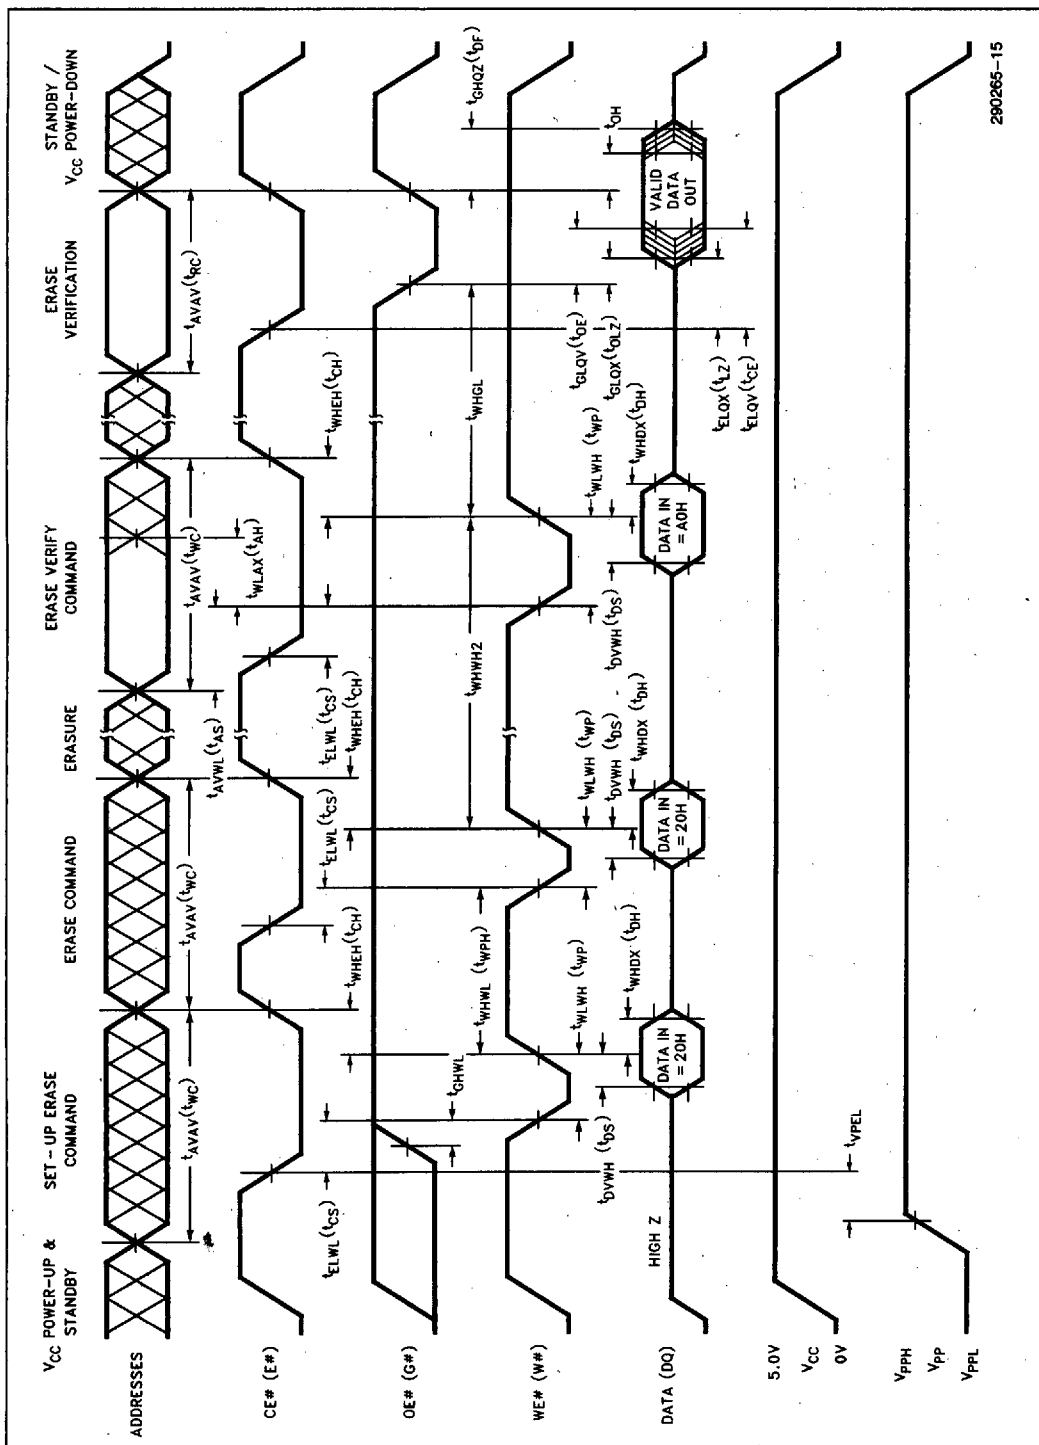 V_CC POWER-UP & STANDBY
SET-UP ERASE COMMAND
ERASE COMMAND
ERASURE
ERASE VERIFY COMMAND
ERASE VERIFICATION
STANDBY / V_CC POWER-DOWN
ADDRESSES
t_AVAV(t_WC)
t_AVAV(t_WC)
t_AVWL(t_AS)
t_AVAV(t_WC)
t_WLAX(t_AH)
t_AVAV(t_RC)
CE# (E#)
t_ELWL(t_CS)
t_WHEH(t_CH)
t_ELWL(t_CS)
t_ELWL(t_CS)
t_WHEH(t_CH)
t_WHEH(t_CH)
OE# (G#)
t_GHWL
t_WHWL (t_WPH)
t_WHWH2
t_WHGL
t_GHQZ(t_DF)
WE# (W#)
t_DVWH (t_DS)
t_WLWH (t_WP)
t_WHDX (t_DH)
t_WLWH (t_WP)
t_DVWH (t_DS)
t_WHDX (t_DH)
t_DVWH(t_DS)
t_WLWH (t_WP)
t_WHDX(t_DH)
t_GLQV(t_OE)
t_GLQX(t_OLZ)
t_OH
DATA (DQ)
HIGH Z
DATA IN = 20H
DATA IN = 20H
DATA IN = A0H
VALID DATA OUT
t_ELQX(t_LZ)
t_ELQV(t_CE)
5.0V
V_CC
0V
t_VPEL
V_PPH
V_PP
V_PPL
290265-15